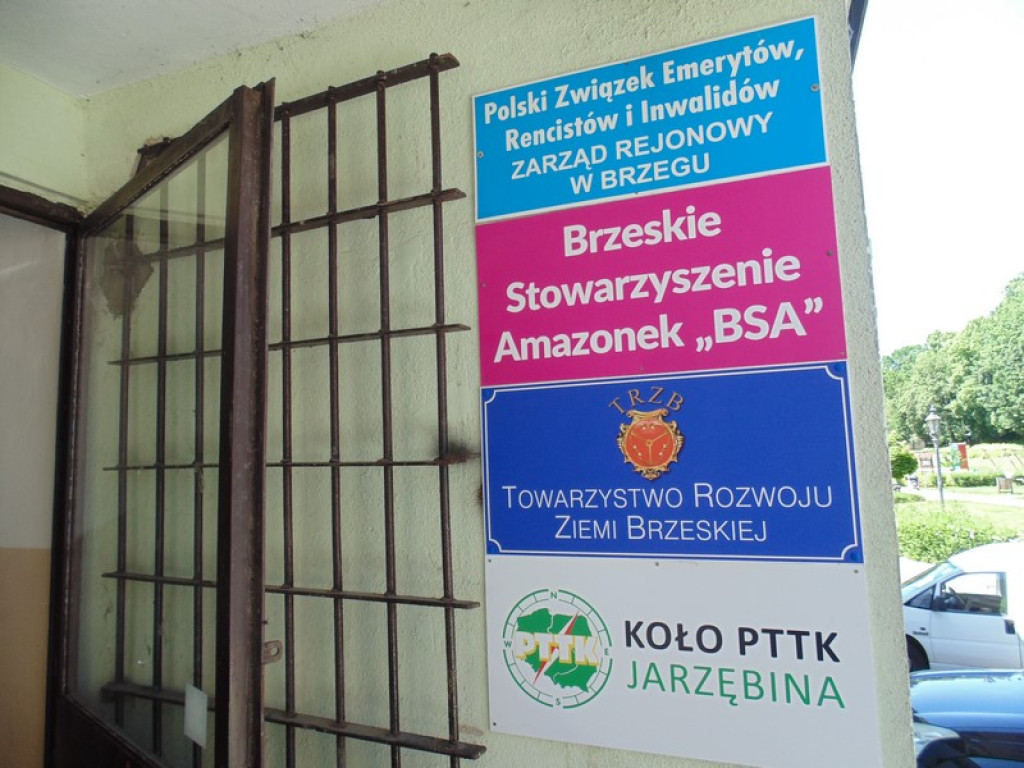 Polski Związek Emerytów,
Rencistów i Inwalidów
ZARZĄD REJONOWY
W BRZEGU
Brzeskie
Stowarzyszenie
Amazonek „BSA”
TRZB
TOWARZYSTWO ROZWOJU
ZIEMI BRZESKIEJ
N
W PTTK E
S
KOŁO PTTK
JARZĘBINA